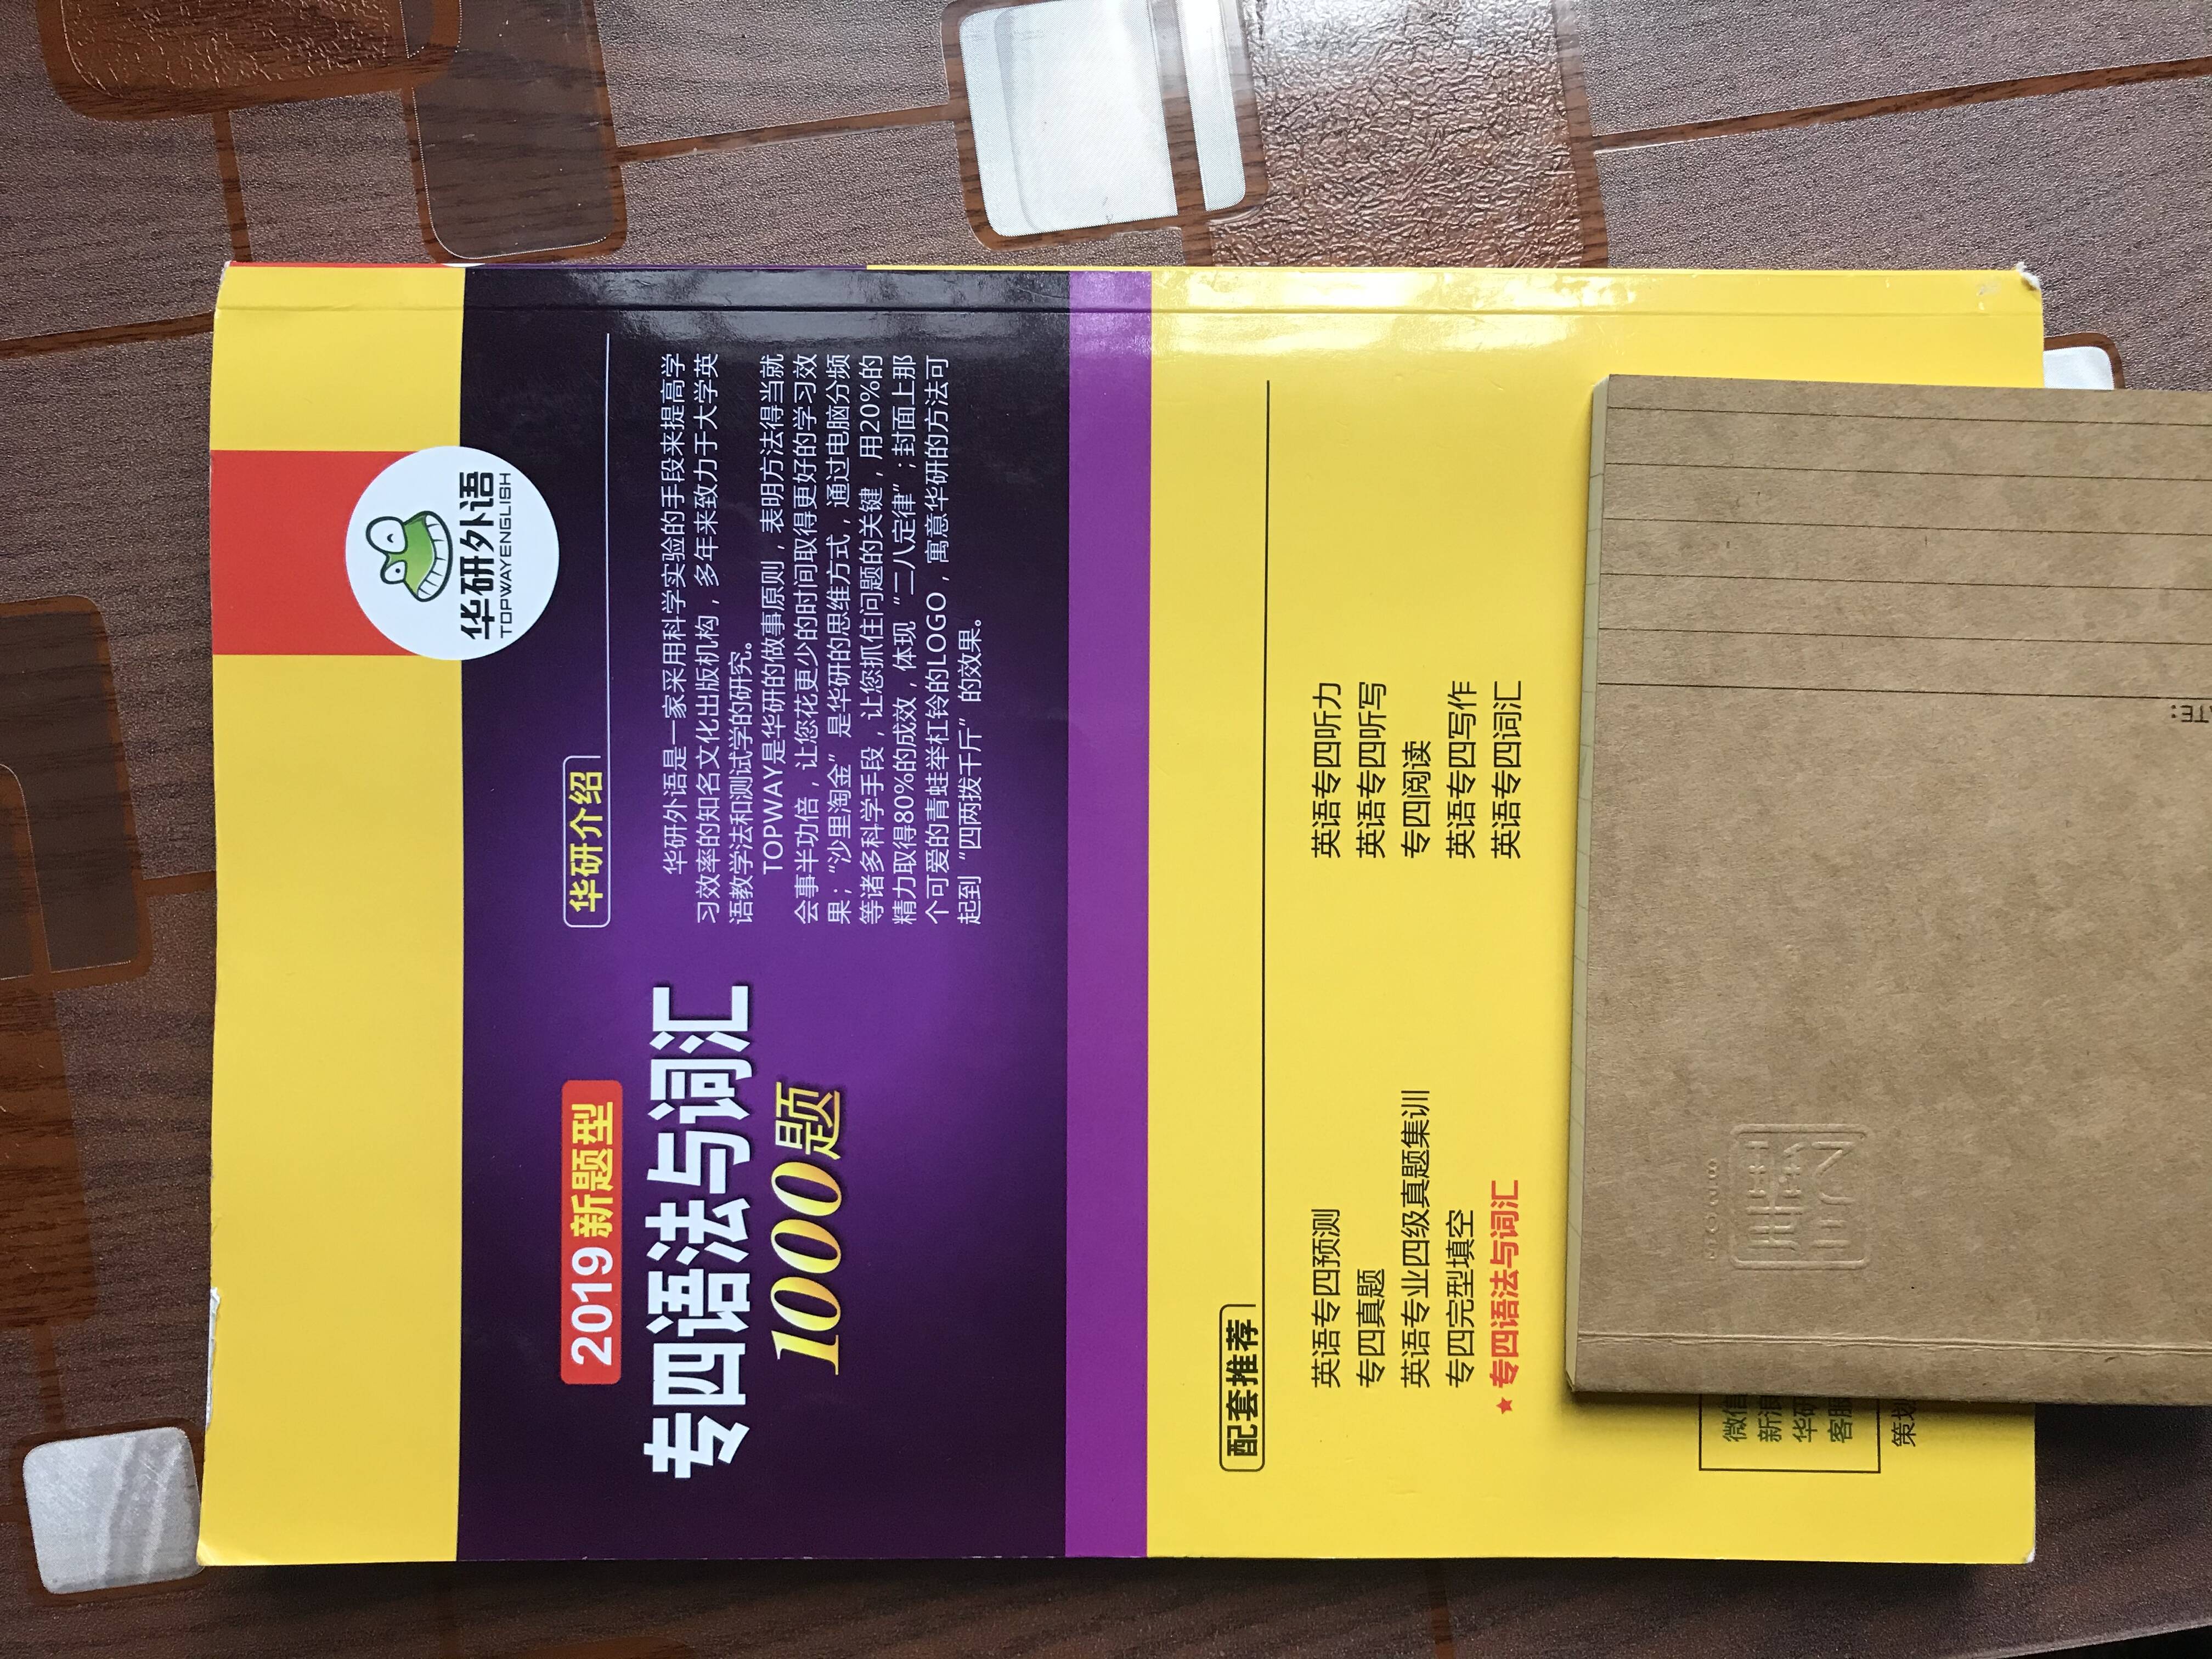 华研外语
TOPWAYENGLISH
2019新题型
专四语法与词汇
1000题
华研介绍
华研外语是一家采用科学实验的手段来提高学
习效率的知名文化出版机构，多年来致力于大学英
语教学法和测试学的研究。
TOPWAY是华研的做事原则，表明方法得当就
会事半功倍，让您花更少的时间取得更好的学习效
果；“沙里淘金”是华研的思维方式，通过电脑分频
等诸多科学手段，让您抓住问题的关键，用20%的
精力取得80%的成效，体现“二八定律”；封面上那
个可爱的青蛙举杠铃的LOGO，寓意华研的方法可
起到“四两拨千斤”的效果。
配套推荐
英语专四预测
专四真题
英语专业四级真题集训
专四完型填空
★专四语法与词汇
英语专四听力
英语专四听写
专四阅读
英语专四写作
英语专四词汇
微信
新浪
华研
客服
策划
ATE: